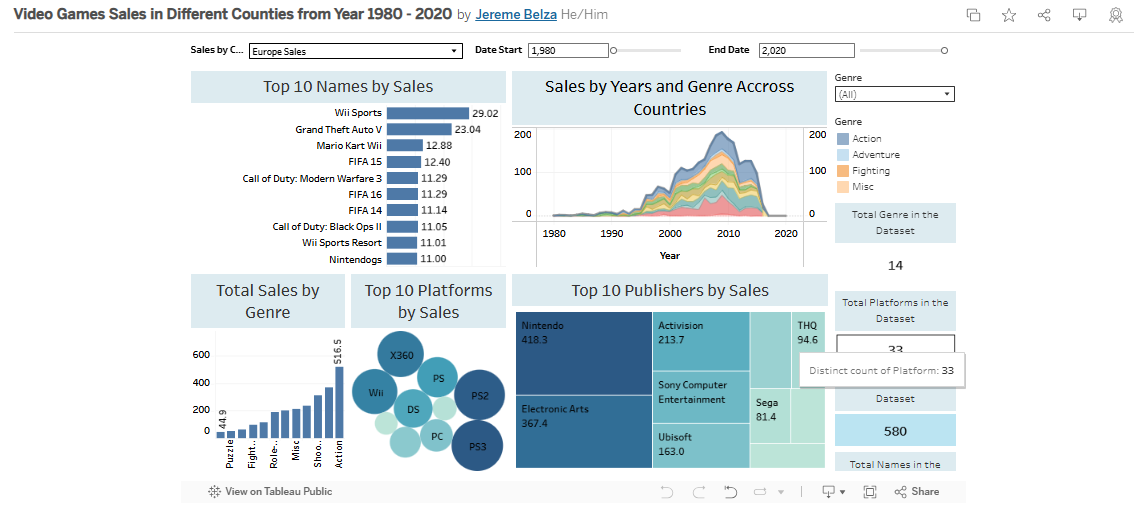 Video Games Sales in Different Counties from Year 1980 - 2020 by Jereme Belza He/Him
Sales by C... Europe Sales Date Start 1,980 End Date 2,020
Top 10 Names by Sales
Wii Sports 29.02
Grand Theft Auto V 23.04
Mario Kart Wii 12.88
FIFA 15 12.40
Call of Duty: Modern Warfare 3 11.29
FIFA 16 11.29
FIFA 14 11.14
Call of Duty: Black Ops II 11.05
Wii Sports Resort 11.01
Nintendogs 11.00
Sales by Years and Genre Accross
Countries
200 200
100 100
0 0
1980 1990 2000 2010 2020
Year
Genre
(All)
Genre
Action
Adventure
Fighting
Misc
Total Genre in the
Dataset
14
Total Platforms in the
Dataset
33
Distinct count of Platform: 33
Dataset
580
Total Names in the
Total Sales by
Genre
600
400
200
0
44.9
516.5
Puzzle
Fight..
Role-..
Misc
Shoo..
Action
Top 10 Platforms
by Sales
X360
PS
Wii
PS2
DS
PC
PS3
Top 10 Publishers by Sales
Nintendo
418.3
Electronic Arts
367.4
Activision
213.7
Sony Computer
Entertainment
Ubisoft
163.0
THQ
94.6
Sega
81.4
View on Tableau Public
Share